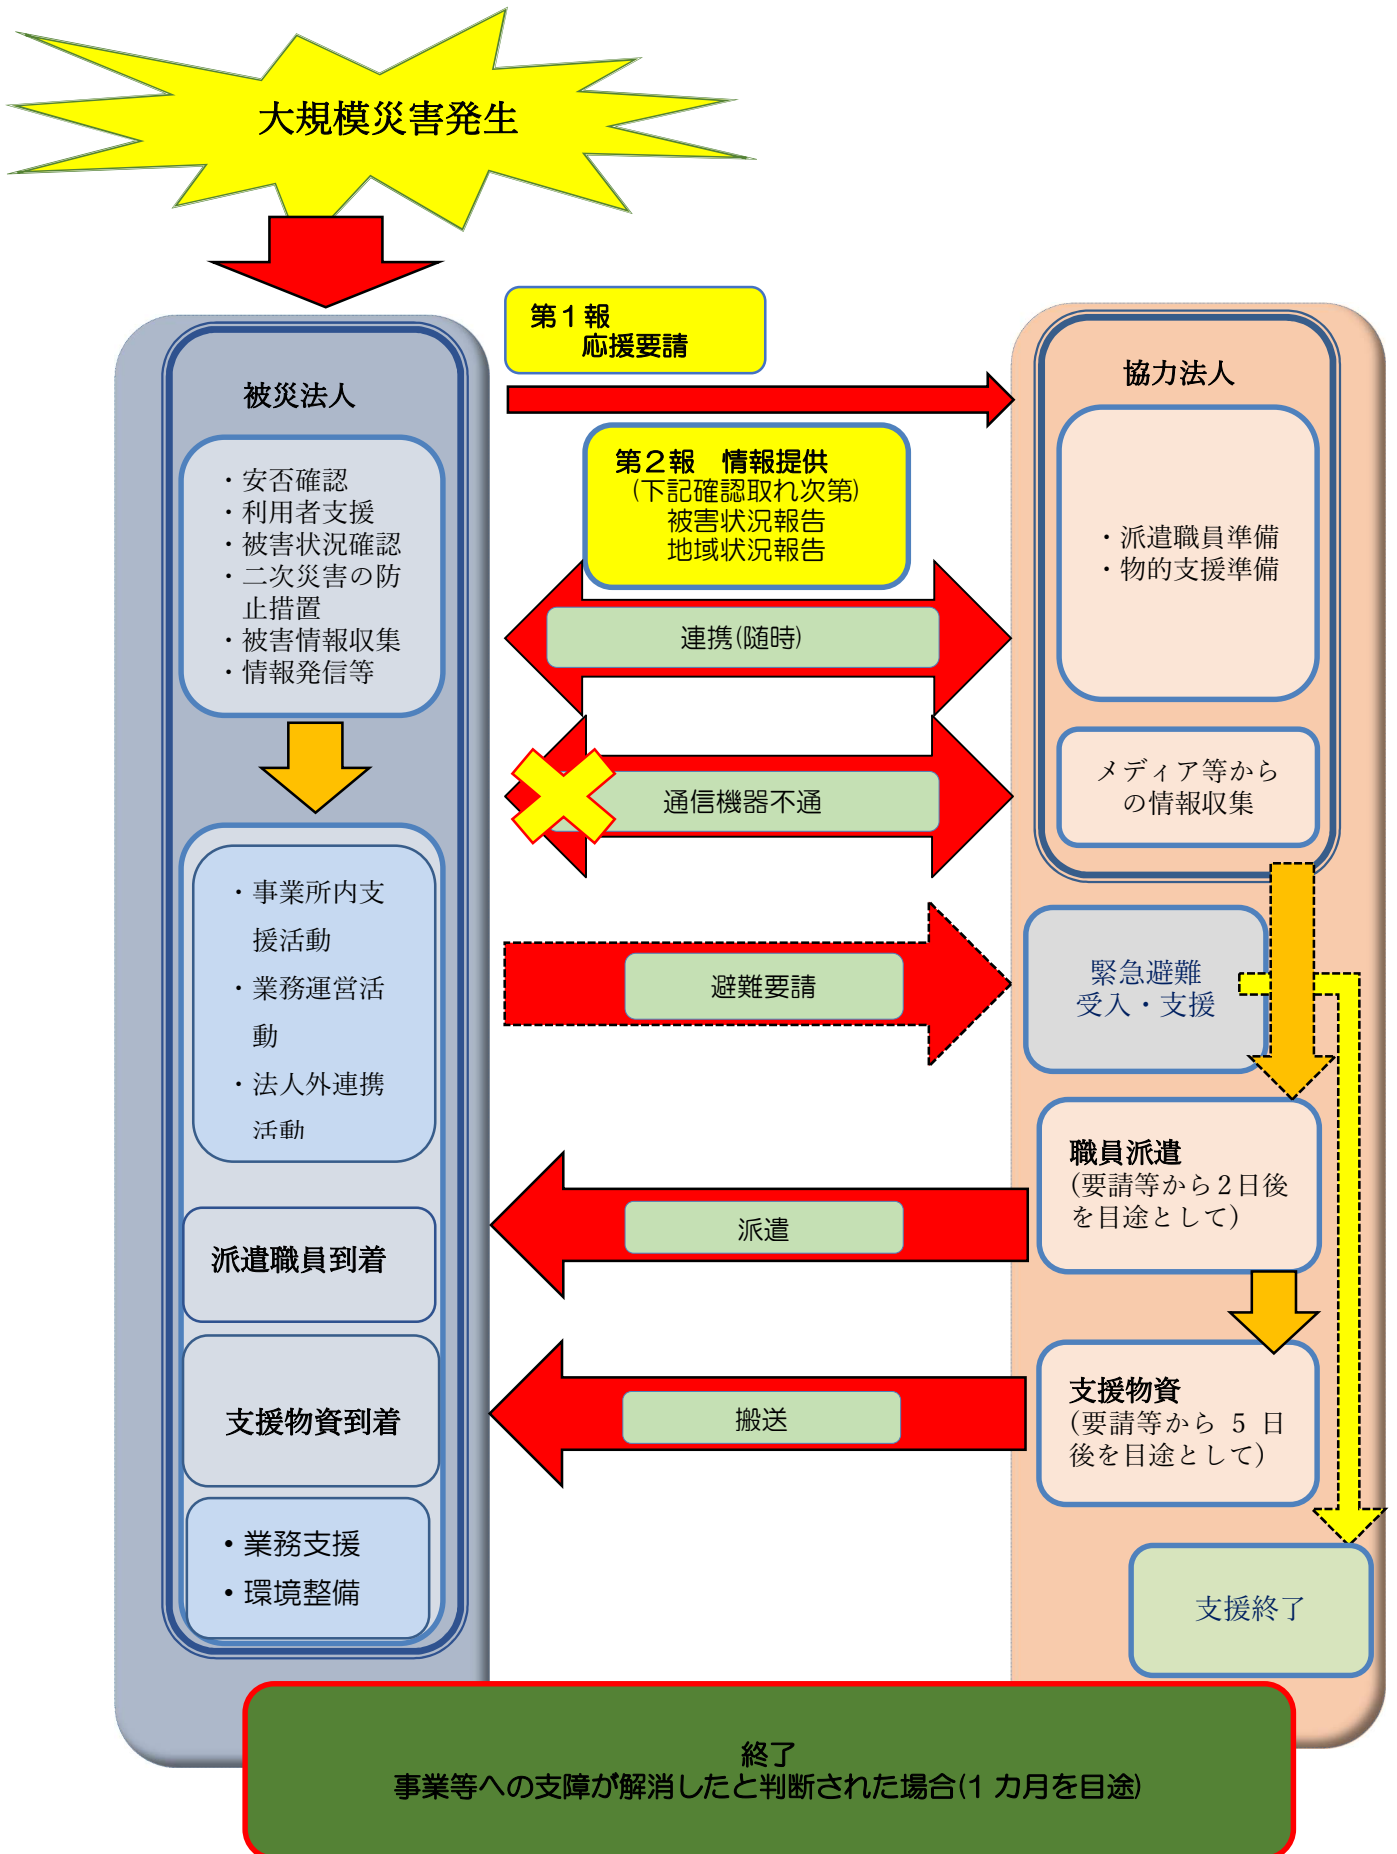 大規模災害発生
第１報
応援要請
被災法人
・安否確認
・利用者支援
・被害状況確認
・二次災害の防
止措置
・被害情報収集
・情報発信等
第２報　情報提供
(下記確認取れ次第)
被害状況報告
地域状況報告
連携(随時)
通信機器不通
協力法人
・派遣職員準備
・物的支援準備
メディア等から
の情報収集
・事業所内支
援活動
・業務運営活
動
・法人外連携
活動
避難要請
緊急避難
受入・支援
派遣
職員派遣
(要請等から２日後
を目途として)
派遣職員到着
搬送
支援物資
(要請等から 5 日
後を目途として)
支援物資到着
・業務支援
・環境整備
支援終了
終了
事業等への支障が解消したと判断された場合(1 カ月を目途)